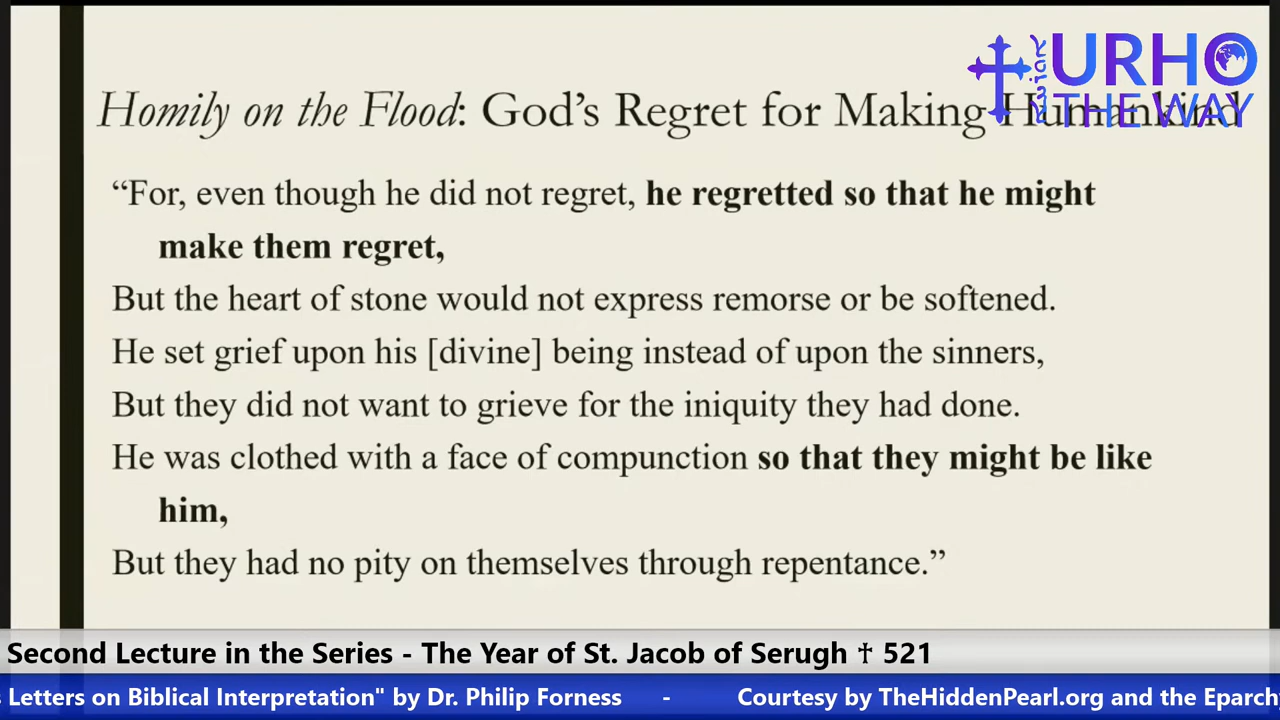 URHO
THE WAY
Homily on the Flood: God’s Regret for Making Humankind
“For, even though he did not regret, he regretted so that he might
make them regret,
But the heart of stone would not express remorse or be softened.
He set grief upon his [divine] being instead of upon the sinners,
But they did not want to grieve for the iniquity they had done.
He was clothed with a face of compunction so that they might be like
him,
But they had no pity on themselves through repentance.”
Second Lecture in the Series - The Year of St. Jacob of Serugh ☥ 521
Letters on Biblical Interpretation" by Dr. Philip Forness - Courtesy by TheHiddenPearl.org and the Eparchy